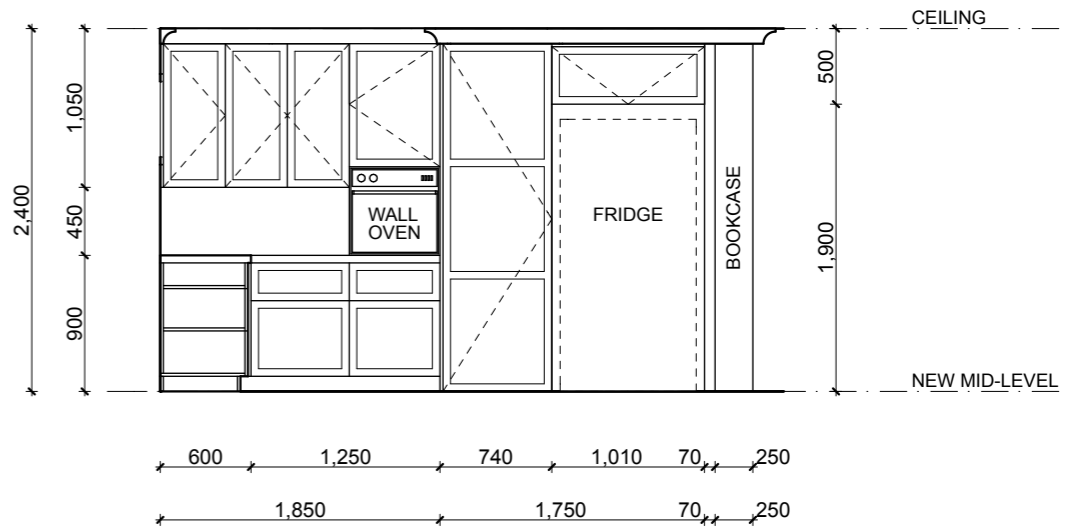 CEILING
500
1,050
2,400
450
WALL
OVEN
FRIDGE
BOOKCASE
1,900
900
NEW MID-LEVEL
600
1,250
740
1,010
70
250
1,850
1,750
70
250